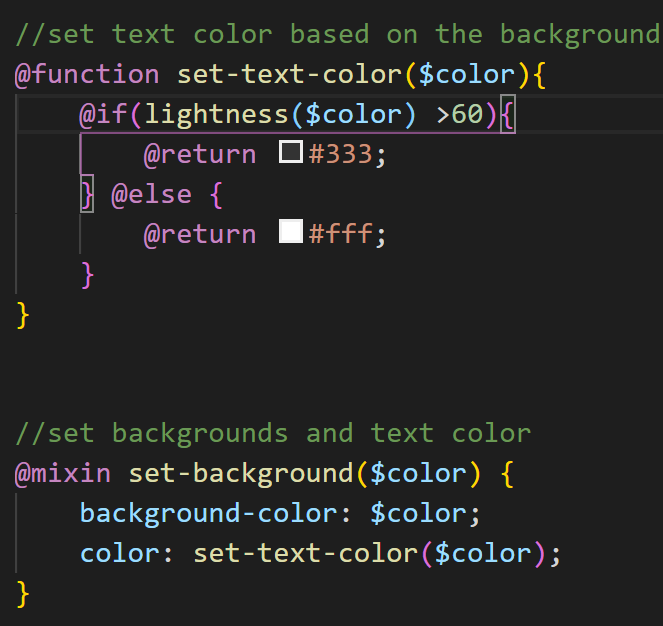 //set text color based on the background
@function set-text-color($color){
    @if(lightness($color) >60){
        @return #333;
    } @else {
        @return #fff;
    }
}
//set backgrounds and text color
@mixin set-background($color) {
    background-color: $color;
    color: set-text-color($color);
}